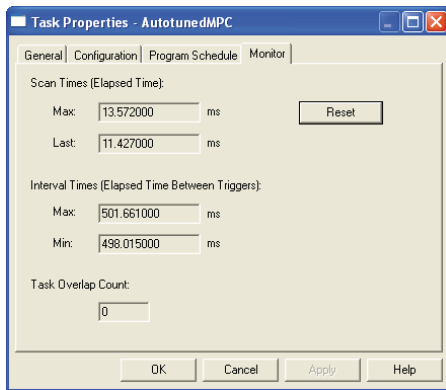 Task Properties - AutotunedMPC
General Configuration Program Schedule Monitor
Scan Times (Elapsed Time):
Max: 13.572000 ms Reset
Last: 11.427000 ms
Interval Times (Elapsed Time Between Triggers):
Max: 501.661000 ms
Min: 498.015000 ms
Task Overlap Count:
0
OK Cancel Apply Help